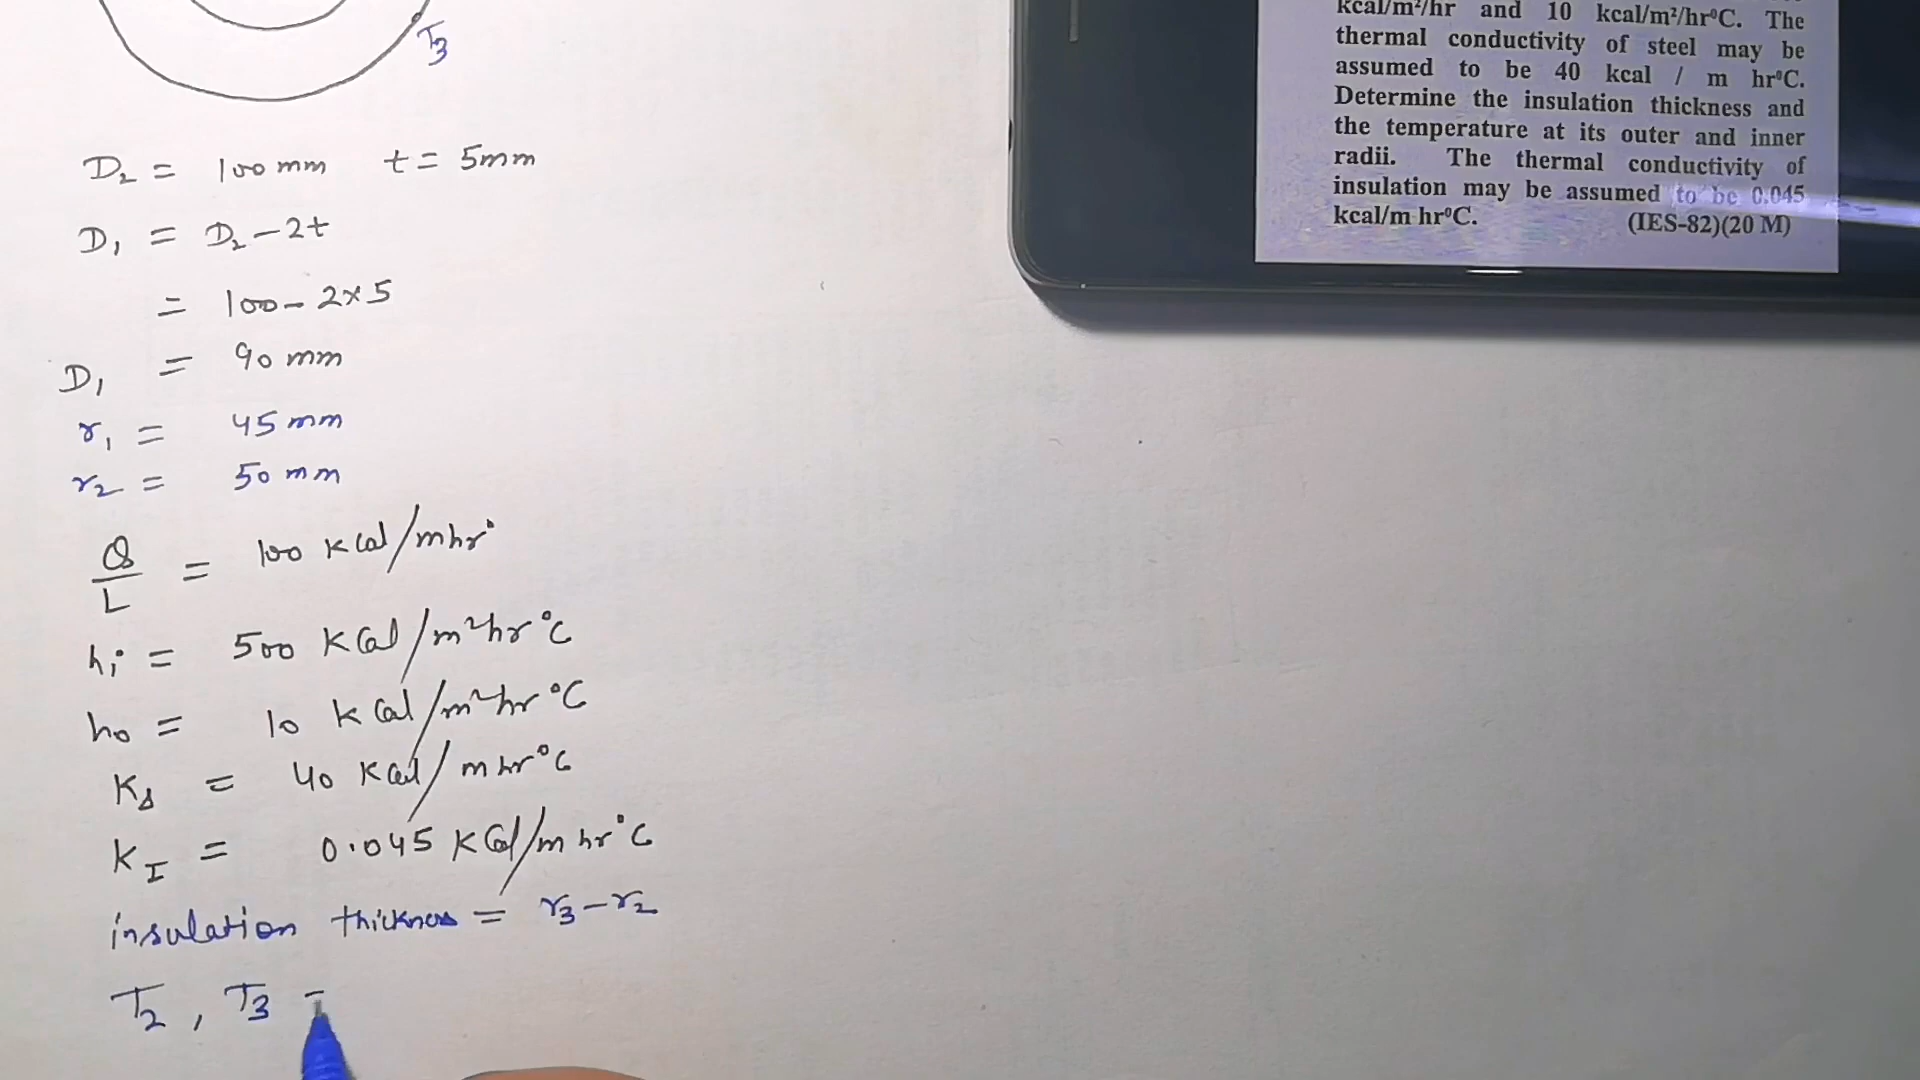 T3
D2 = 100 mm t = 5mm
D1 = D2 - 2t
= 100 - 2×5
D1 = 90 mm
r1 = 45 mm
r2 = 50 mm
Q/L = 100 kcal/mhr
hi = 500 kcal/m²hr°C
ho = 10 kcal/m²hr°C
Ks = 40 kcal/mhr°C
KI = 0.045 kcal/m hr°C
insulation thickness = r3 - r2
T2, T3 =
kcal/m²/hr and 10 kcal/m²/hr⁰C. The
thermal conductivity of steel may be
assumed to be 40 kcal / m hr⁰C.
Determine the insulation thickness and
the temperature at its outer and inner
radii. The thermal conductivity of
insulation may be assumed to be 0.045
kcal/m hr⁰C. (IES-82)(20 M)